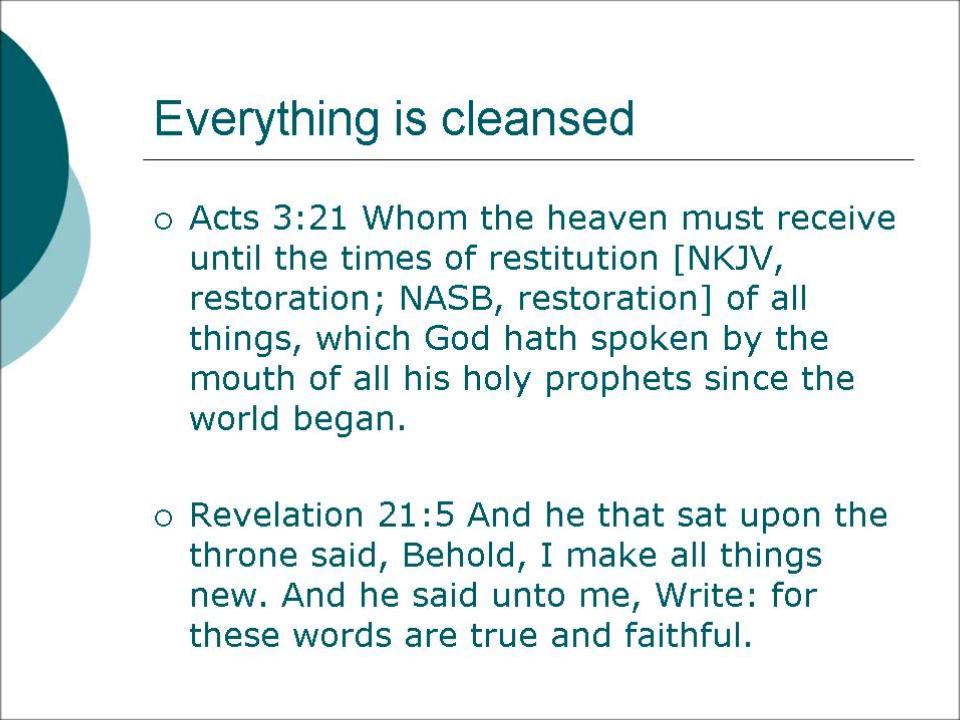 Everything is cleansed
Acts 3:21 Whom the heaven must receive
until the times of restitution [NKJV,
restoration; NASB, restoration] of all
things, which God hath spoken by the
mouth of all his holy prophets since the
world began.
Revelation 21:5 And he that sat upon the
throne said, Behold, I make all things
new. And he said unto me, Write: for
these words are true and faithful.